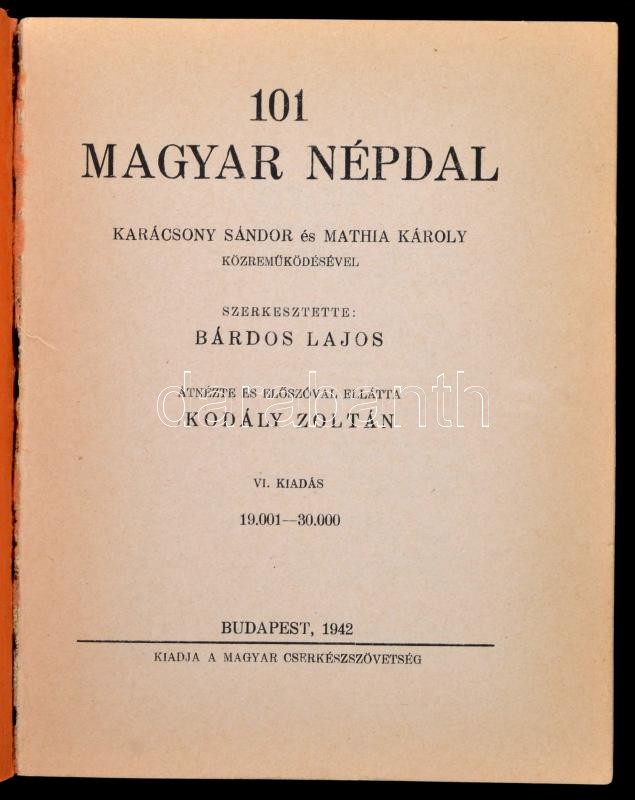 101
MAGYAR NÉPDAL
KARÁCSONY SÁNDOR és MATHIA KÁROLY
KÖZREMŰKÖDÉSÉVEL
SZERKESZTETTE:
BÁRDOS LAJOS
ÁTNÉZTE ÉS ELŐSZÓVAL ELLÁTTA
darabanth
KODÁLY ZOLTÁN
VI. KIADÁS
19.001—30.000
BUDAPEST, 1942
KIADJA A MAGYAR CSERKÉSZSZÖVETSÉG